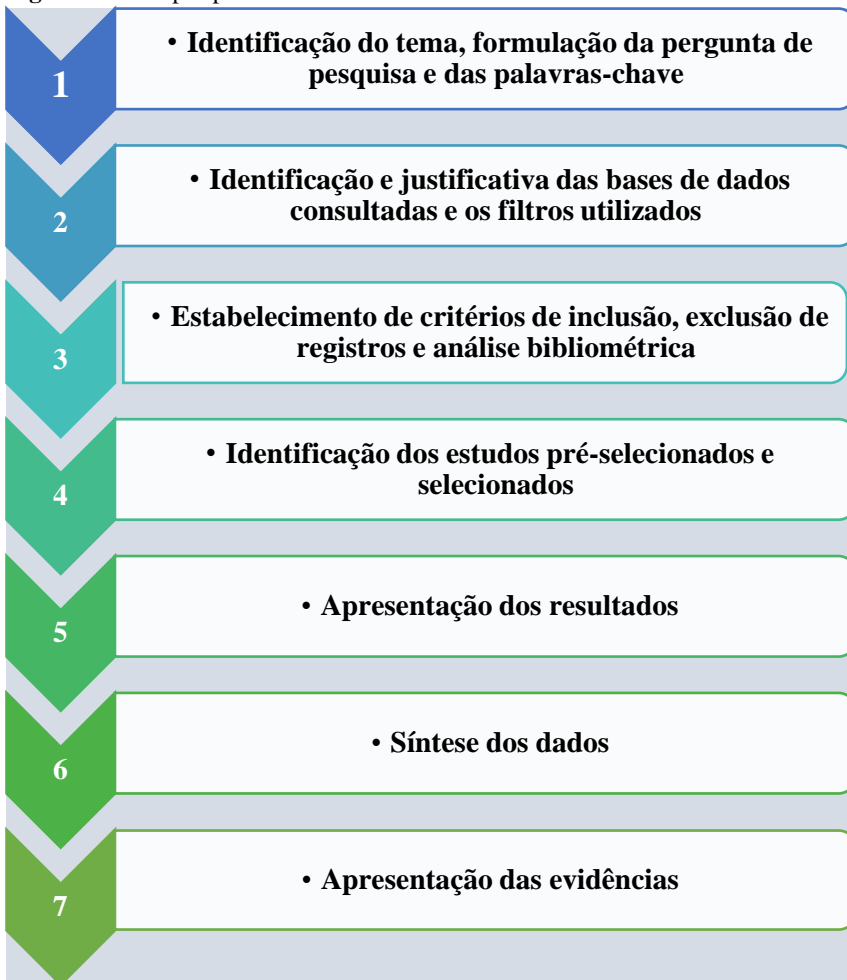 1
• Identificação do tema, formulação da pergunta de
pesquisa e das palavras-chave
2
• Identificação e justificativa das bases de dados
consultadas e os filtros utilizados
3
• Estabelecimento de critérios de inclusão, exclusão de
registros e análise bibliométrica
4
• Identificação dos estudos pré-selecionados e
selecionados
5
• Apresentação dos resultados
6
• Síntese dos dados
7
• Apresentação das evidências